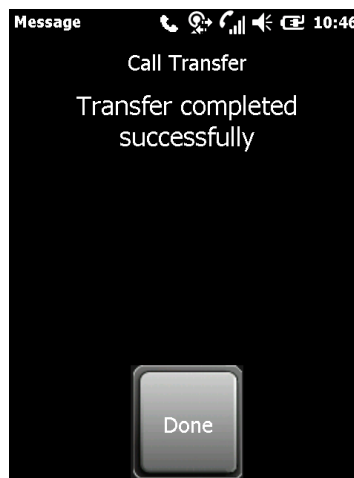 Message 10:46
Call Transfer
Transfer completed
successfully
Done